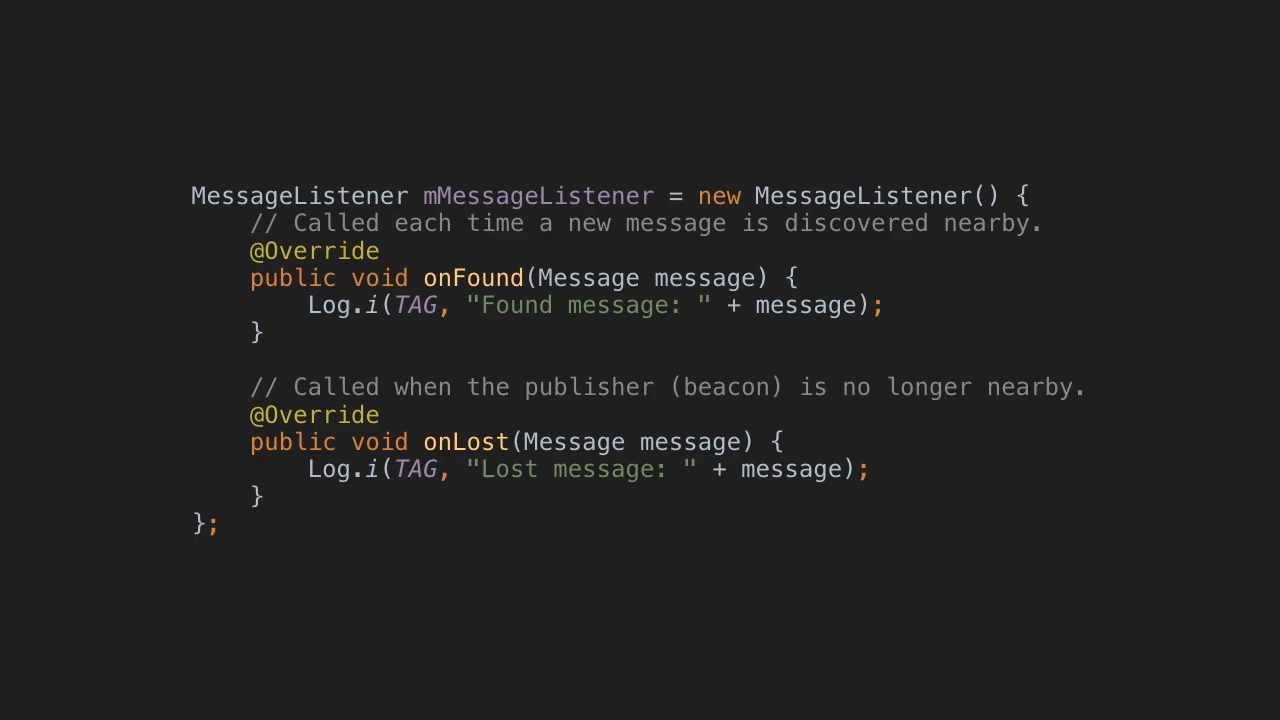 MessageListener mMessageListener = new MessageListener() {
    // Called each time a new message is discovered nearby.
    @Override
    public void onFound(Message message) {
        Log.i(TAG, "Found message: " + message);
    }

    // Called when the publisher (beacon) is no longer nearby.
    @Override
    public void onLost(Message message) {
        Log.i(TAG, "Lost message: " + message);
    }
};